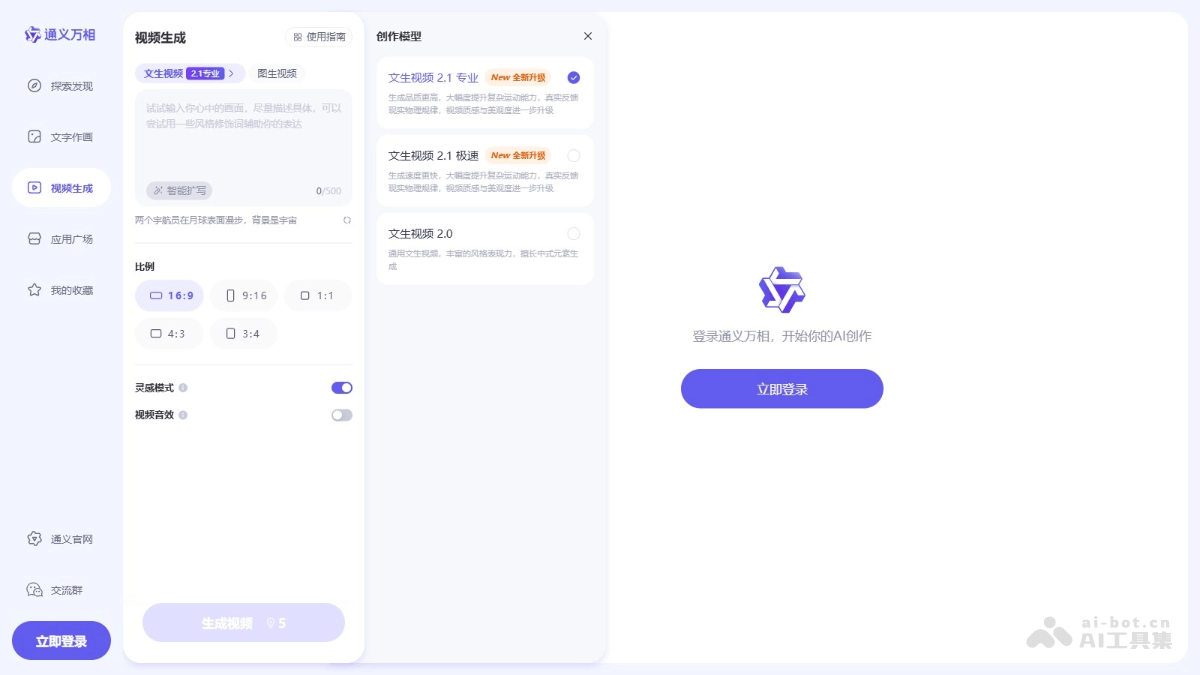 通义万相
探索发现
文字作画
视频生成
应用广场
我的收藏
通义官网
交流群
立即登录
视频生成
使用指南
文生视频 2.1专业
图生视频
试试输入你心中的画面，尽量描述具体，可以
尝试用一些风格修饰词辅助你的表达
智能扩写
0/500
两个宇航员在月球表面漫步，背景是宇宙
比例
16:9
9:16
1:1
4:3
3:4
灵感模式
视频音效
生成视频 5
创作模型
文生视频 2.1 专业 New 全新升级
生成品质更高，大幅度提升复杂运动能力，真实反馈
现实物理规律，视频质感与美观度进一步升级
文生视频 2.1 极速 New 全新升级
生成速度更快，大幅度提升复杂运动能力，真实反馈
现实物理规律，视频质感与美观度进一步升级
文生视频 2.0
通用文生视频，丰富的风格表现力，擅长中式元素生
成
登录通义万相，开始你的AI创作
立即登录
ai-bot.cn
AI工具集